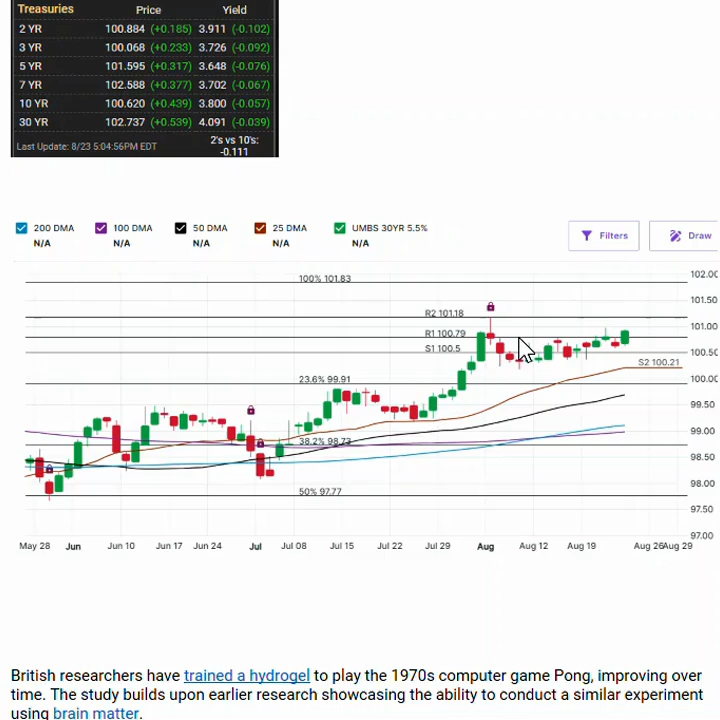 Treasuries Price Yield
2 YR 100.884 (+0.185) 3.911 (-0.102)
3 YR 100.068 (+0.233) 3.726 (-0.092)
5 YR 101.595 (+0.317) 3.648 (-0.076)
7 YR 102.588 (+0.377) 3.702 (-0.067)
10 YR 100.620 (+0.439) 3.800 (-0.057)
30 YR 102.737 (+0.539) 4.091 (-0.039)
Last Update: 8/23 5:04:56PM EDT 2's vs 10's:
-0.111
200 DMA 100 DMA 50 DMA 25 DMA UMBS 30YR 5.5%
N/A N/A N/A N/A N/A
Filters Draw
102.00
100% 101.83
101.50
R2 101.18
101.00
R1 100.79
S1 100.5
100.50
S2 100.21
100.00
23.6% 99.91
99.50
99.00
38.2% 98.73
98.50
98.00
50% 97.77
97.50
97.00
May 28 Jun Jun 10 Jun 17 Jun 24 Jul Jul 08 Jul 15 Jul 22 Jul 29 Aug Aug 12 Aug 19 Aug 26 Aug 29
British researchers have trained a hydrogel to play the 1970s computer game Pong, improving over
time. The study builds upon earlier research showcasing the ability to conduct a similar experiment
using brain matter.